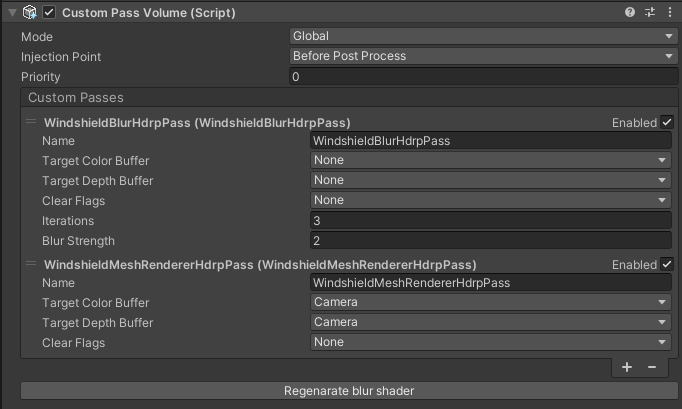 Custom Pass Volume (Script)
Mode Global
Injection Point Before Post Process
Priority 0
Custom Passes
WindshieldBlurHdrpPass (WindshieldBlurHdrpPass) Enabled
Name WindshieldBlurHdrpPass
Target Color Buffer None
Target Depth Buffer None
Clear Flags None
Iterations 3
Blur Strength 2
WindshieldMeshRendererHdrpPass (WindshieldMeshRendererHdrpPass) Enabled
Name WindshieldMeshRendererHdrpPass
Target Color Buffer Camera
Target Depth Buffer Camera
Clear Flags None
Regenarate blur shader